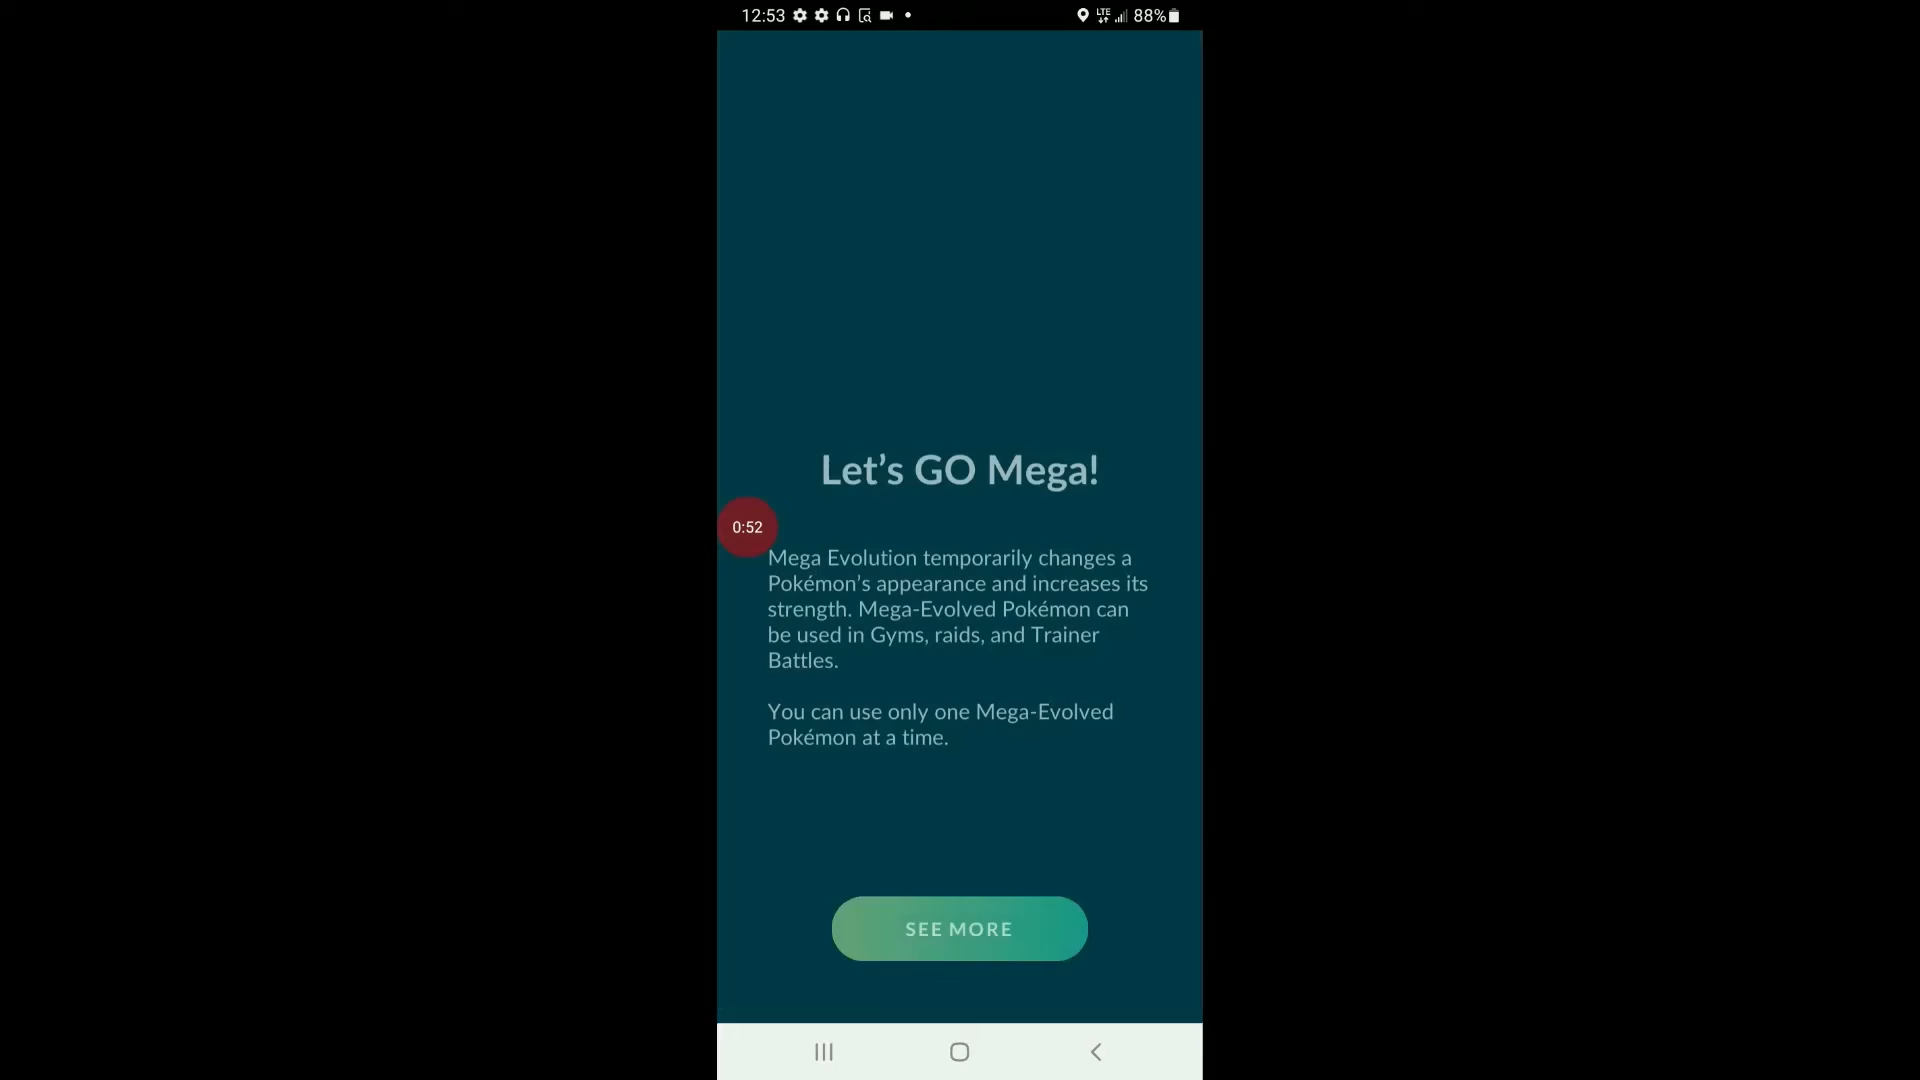 12:53 LTE 88%
Let's GO Mega!
0:52
Mega Evolution temporarily changes a
Pokémon's appearance and increases its
strength. Mega-Evolved Pokémon can
be used in Gyms, raids, and Trainer
Battles.
You can use only one Mega-Evolved
Pokémon at a time.
SEE MORE